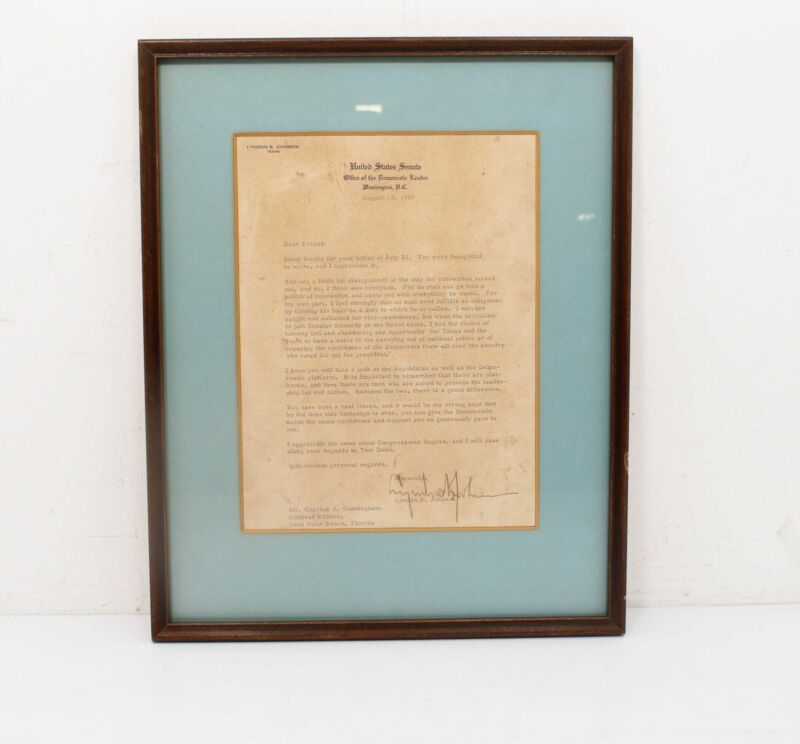 LYNDON B. JOHNSON
TEXAS
United States Senate
Office of the Democratic Leader
Washington, D.C.
August 1960
Dear Friend:
Many thanks for your letter of July 21. You were thoughtful
to write, and I appreciate it.
You are a little bit disappointed at the way the convention turned
out, and so, I think was everyone. For no man can go into a
political convention and come out with everything he wants. For
my own part, I feel strongly that no man ever fulfills an obligation
by turning his back on a duty to which he is called. I neither
sought nor solicited the vice-presidency, but when the invitation
to join Senator Kennedy on the ticket came, I had the choice of
turning tail and abandoning any opportunity for Texas and the
South to have a voice in the carrying out of national policy or of
repaying the confidence of the Democrats from all over the country
who voted for me for president.
I hope you will take a look at the Republican as well as the Demo-
cratic platform. It is important to remember that there are plat-
forms, and then there are men who are asked to provide the leader-
ship for our nation. Between the two, there is a great difference.
You have been a real friend, and it would be my strong hope that
by the time this campaign is over, you can give the Democratic
ticket the same confidence and support you so generously gave to
me.
I appreciate the news about Congressman Rogers, and I will pass
along your regards to Tom Dodd.
With kindest personal regards,
Sincerely,
Lyndon B. Johnson
Mr. Charles A. Cunningham
Citizens Building
West Palm Beach, Florida